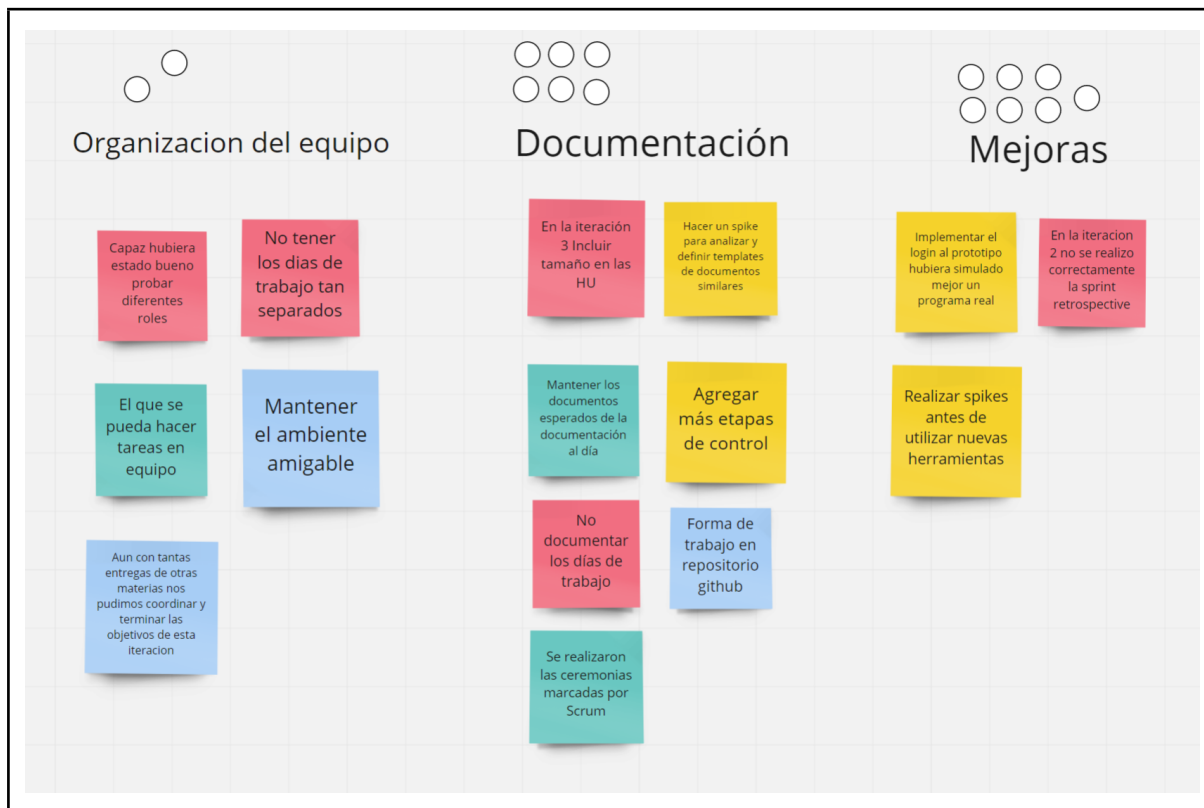 Organizacion del equipo
Capaz hubiera
estado bueno
probar
diferentes
roles
No tener
los dias de
trabajo tan
separados
El que se
pueda hacer
tareas en
equipo
Mantener
el ambiente
amigable
Aun con tantas
entregas de otras
materias nos
pudimos coordinar y
terminar las
objetivos de esta
iteracion
Documentación
En la iteración
3 Incluir
tamaño en las
HU
Hacer un spike
para analizar y
definir templates
de documentos
similares
Mantener los
documentos
esperados de la
documentación
al día
Agregar
más etapas
de control
No
documentar
los días de
trabajo
Forma de
trabajo en
repositorio
github
Se realizaron
las ceremonias
marcadas por
Scrum
Mejoras
Implementar el
login al prototipo
hubiera simulado
mejor un
programa real
En la iteracion
2 no se realizo
correctamente
la sprint
retrospective
Realizar spikes
antes de
utilizar nuevas
herramientas